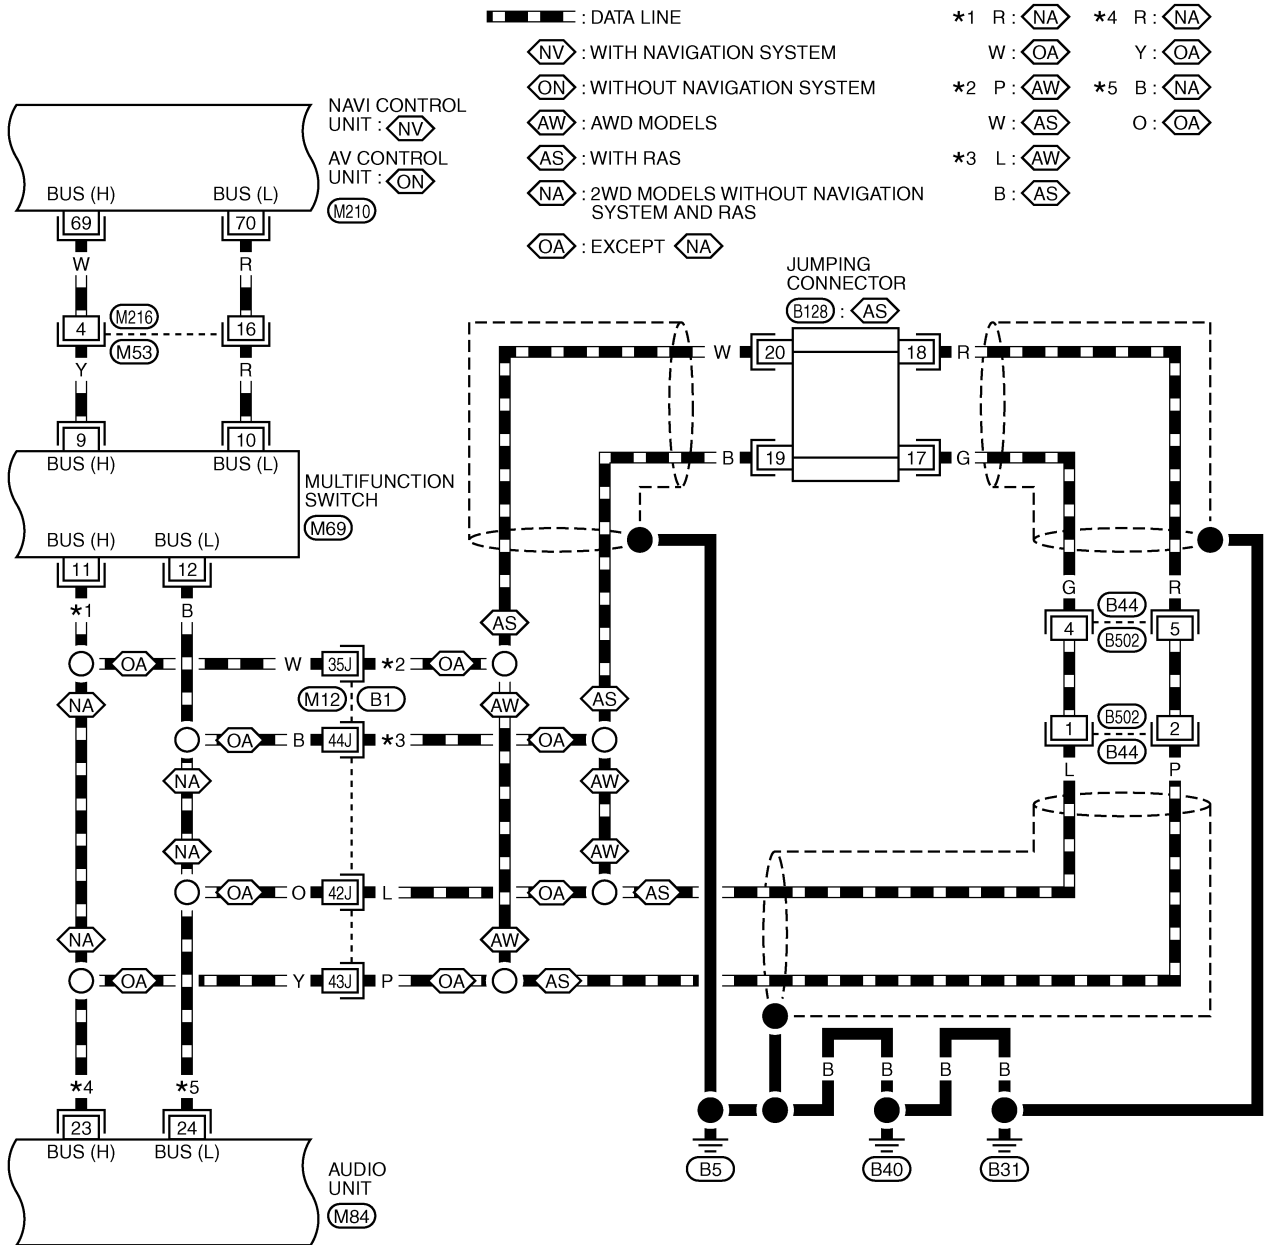 : DATA LINE
NV : WITH NAVIGATION SYSTEM
ON : WITHOUT NAVIGATION SYSTEM
AW : AWD MODELS
AS : WITH RAS
NA : 2WD MODELS WITHOUT NAVIGATION
SYSTEM AND RAS
OA : EXCEPT NA
*1 R : NA
W : OA
*2 P : AW
W : AS
*3 L : AW
B : AS
*4 R : NA
Y : OA
*5 B : NA
O : OA
NAVI CONTROL
UNIT : NV
AV CONTROL
UNIT : ON
M210
BUS (H) BUS (L)
69 70
W R
4 M216 16
M53
Y R
9 10
BUS (H) BUS (L)
MULTIFUNCTION
SWITCH
M69
BUS (H) BUS (L)
11 12
*1 B
JUMPING
CONNECTOR
B128 : AS
W 20 18 R
B 19 17 G
G R
4 B44 5
B502
AS
OA W 35J *2 OA
NA M12 B1 AW AS
OA B 44J *3 OA
1 B502 2
B44
L P
NA AW
NA AW
OA O 42J L OA AS
NA AW
OA Y 43J P OA AS
*4 *5
B B B B
23 24
BUS (H) BUS (L)
B5 B40 B31
AUDIO
UNIT
M84